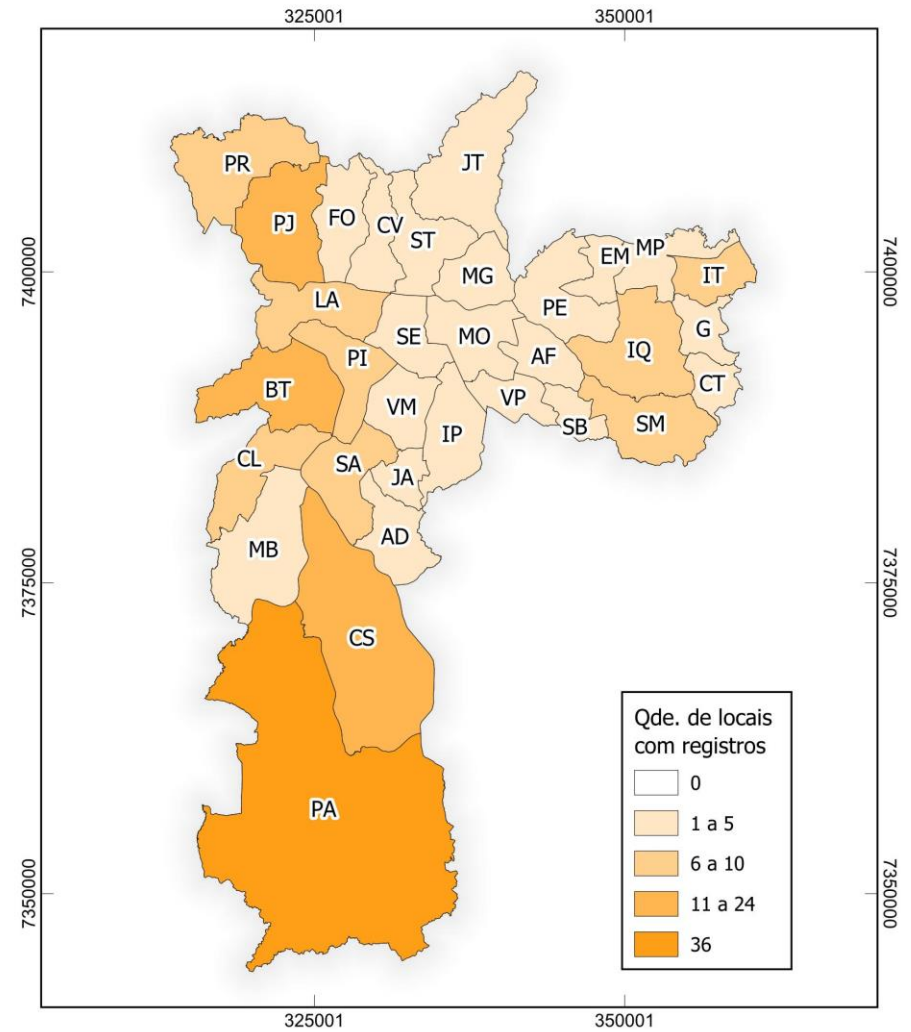 325001
350001
7400000
7400000
7375000
7375000
7350000
7350000
PR
JT
PJ
FO
CV
ST
MG
EM
MP
IT
LA
PE
G
SE
MO
AF
IQ
PI
CT
BT
VM
VP
SB
SM
IP
CL
SA
JA
AD
MB
CS
PA
Qde. de locais
com registros
0
1 a 5
6 a 10
11 a 24
36
325001
350001